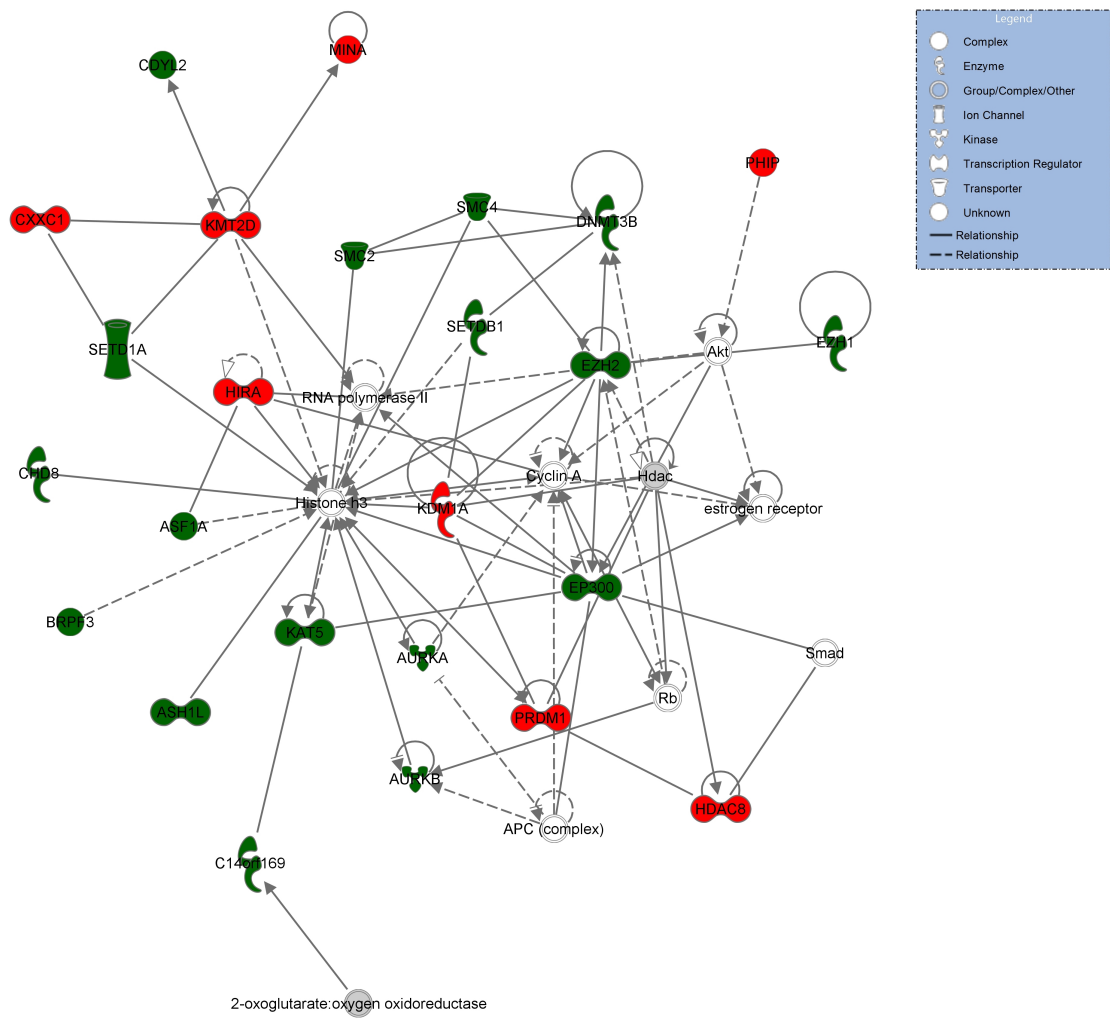 Legend
Complex
Enzyme
Group/Complex/Other
Ion Channel
Kinase
Transcription Regulator
Transporter
Unknown
Relationship
Relationship
MINA
CDYL2
PHIP
CXXC1
KMT2D
SMC4
DNMT3B
SMC2
SETDB1
EZH1
SETD1A
Akt
EZH2
HIRA
RNA polymerase II
CHD8
Cyclin A
Hdac
Histone h3
KDM1A
estrogen receptor
ASF1A
EP300
BRPF3
KAT5
AURKA
Smad
Rb
ASH1L
PRDM1
AURKB
HDAC8
APC (complex)
C14orf169
2-oxoglutarate:oxygen oxidoreductase